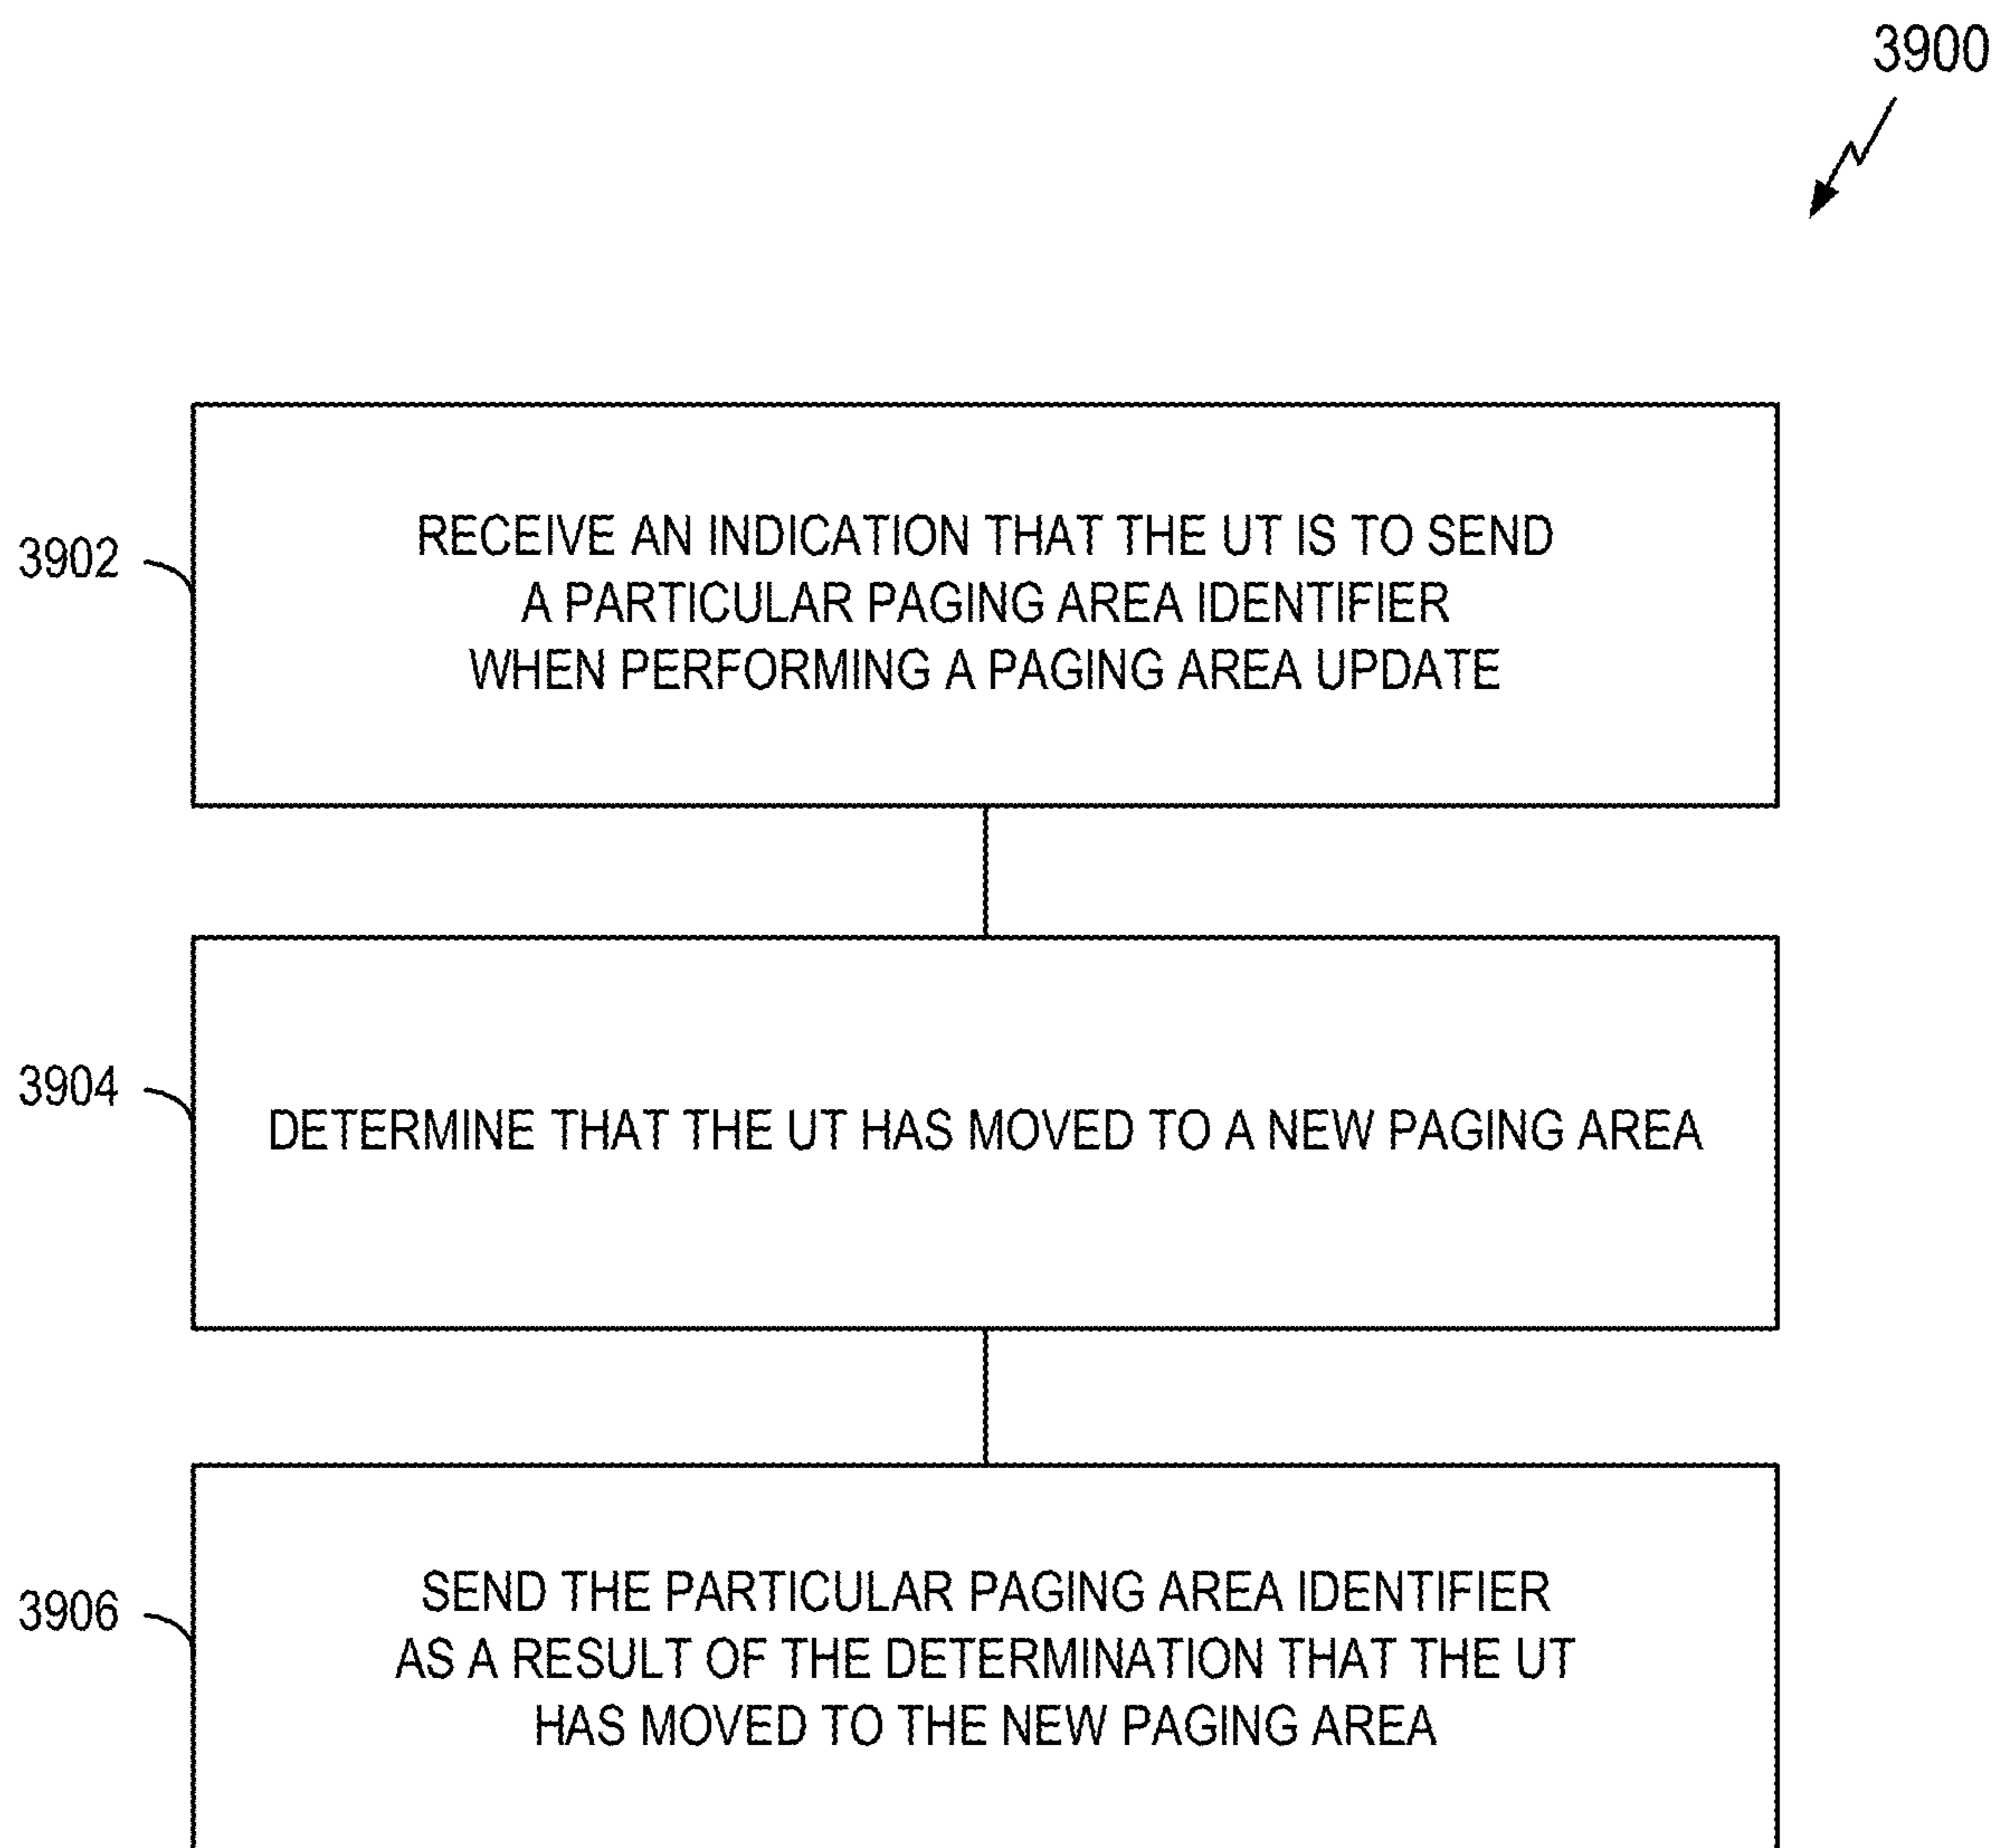 3900
3902
RECEIVE AN INDICATION THAT THE UT IS TO SEND
A PARTICULAR PAGING AREA IDENTIFIER
WHEN PERFORMING A PAGING AREA UPDATE
3904
DETERMINE THAT THE UT HAS MOVED TO A NEW PAGING AREA
3906
SEND THE PARTICULAR PAGING AREA IDENTIFIER
AS A RESULT OF THE DETERMINATION THAT THE UT
HAS MOVED TO THE NEW PAGING AREA